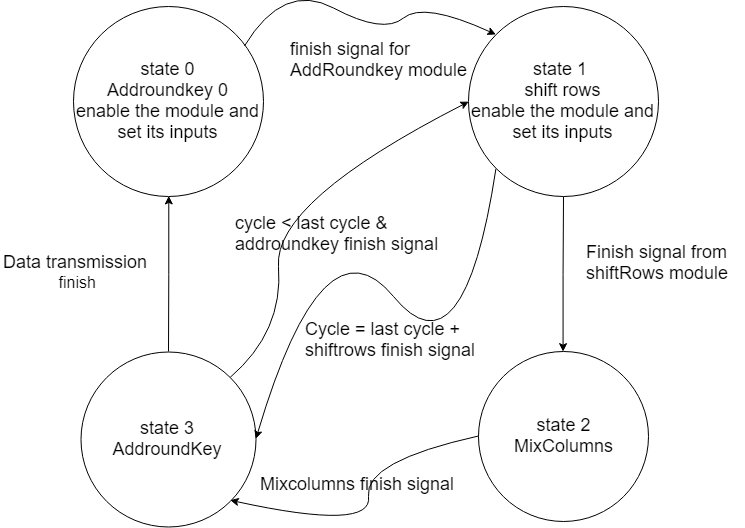 state 0
Addroundkey 0
enable the module and
set its inputs
finish signal for
AddRoundkey module
state 1
shift rows
enable the module and
set its inputs
cycle < last cycle &
addroundkey finish signal
Data transmission
finish
Finish signal from
shiftRows module
Cycle = last cycle +
shiftrows finish signal
state 3
AddroundKey
state 2
MixColumns
Mixcolumns finish signal